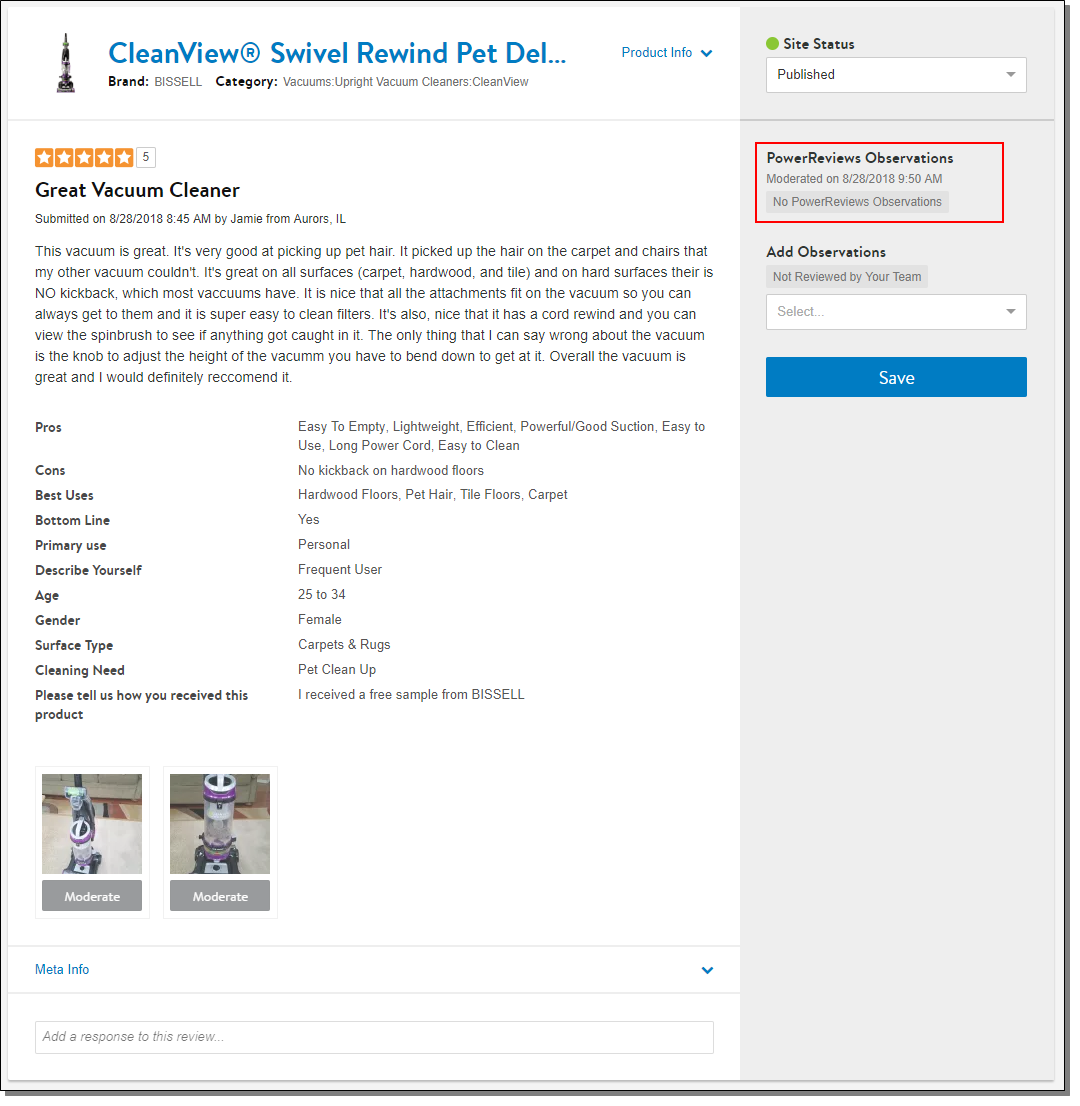 CleanView® Swivel Rewind Pet Del...
Product Info
Brand: BISSELL Category: Vacuums:Upright Vacuum Cleaners:CleanView
5
Great Vacuum Cleaner
Submitted on 8/28/2018 8:45 AM by Jamie from Aurors, IL
This vacuum is great. It's very good at picking up pet hair. It picked up the hair on the carpet and chairs that
my other vacuum couldn't. It's great on all surfaces (carpet, hardwood, and tile) and on hard surfaces their is
NO kickback, which most vaccuums have. It is nice that all the attachments fit on the vacuum so you can
always get to them and it is super easy to clean filters. It's also, nice that it has a cord rewind and you can
view the spinbrush to see if anything got caught in it. The only thing that I can say wrong about the vacuum
is the knob to adjust the height of the vacumm you have to bend down to get at it. Overall the vacuum is
great and I would definitely reccomend it.
Pros Easy To Empty, Lightweight, Efficient, Powerful/Good Suction, Easy to
Use, Long Power Cord, Easy to Clean
Cons No kickback on hardwood floors
Best Uses Hardwood Floors, Pet Hair, Tile Floors, Carpet
Bottom Line Yes
Primary use Personal
Describe Yourself Frequent User
Age 25 to 34
Gender Female
Surface Type Carpets & Rugs
Cleaning Need Pet Clean Up
Please tell us how you received this I received a free sample from BISSELL
product
Moderate Moderate
Meta Info
Add a response to this review...
Site Status
Published
PowerReviews Observations
Moderated on 8/28/2018 9:50 AM
No PowerReviews Observations
Add Observations
Not Reviewed by Your Team
Select...
Save